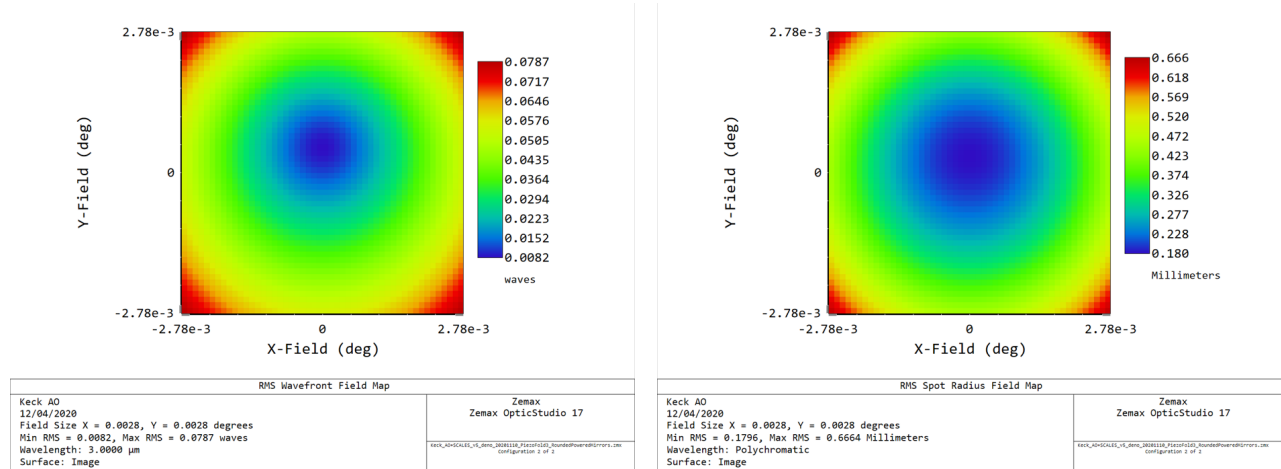 2.78e-3
0
-2.78e-3
Y-Field (deg)
-2.78e-3 0 2.78e-3
X-Field (deg)
0.0787
0.0717
0.0646
0.0576
0.0505
0.0435
0.0364
0.0294
0.0223
0.0152
0.0082
waves
RMS Wavefront Field Map
Keck AO
12/04/2020
Field Size X = 0.0028, Y = 0.0028 degrees
Min RMS = 0.0082, Max RMS = 0.0787 waves
Wavelength: 3.0000 µm
Surface: Image
Zemax
Zemax OpticStudio 17
Configuration 2 of 2
2.78e-3
0
-2.78e-3
Y-Field (deg)
-2.78e-3 0 2.78e-3
X-Field (deg)
0.666
0.618
0.569
0.520
0.472
0.423
0.374
0.326
0.277
0.228
0.180
Millimeters
RMS Spot Radius Field Map
Keck AO
12/04/2020
Field Size X = 0.0028, Y = 0.0028 degrees
Min RMS = 0.1796, Max RMS = 0.6664 Millimeters
Wavelength: Polychromatic
Surface: Image
Zemax
Zemax OpticStudio 17
Configuration 2 of 2